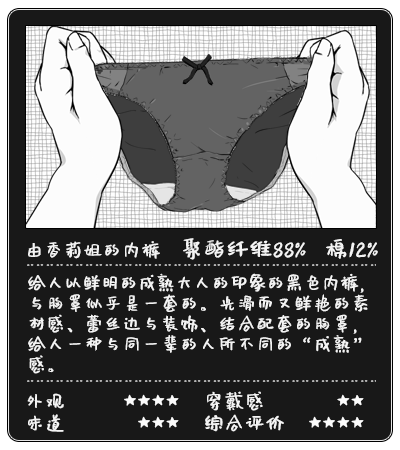 由香莉姐的内裤 聚酯纤维88% 棉12%
给人以鲜明的成熟大人的印象的黑色内裤，
与胸罩似乎是一套的。光滑而又鲜艳的素
材感、蕾丝边与装饰、结合配套的胸罩，
给人一种与同一辈的人所不同的“成熟”
感。
外观 ★★★★ 穿戴感 ★★
味道 ★★★ 综合评价 ★★★★